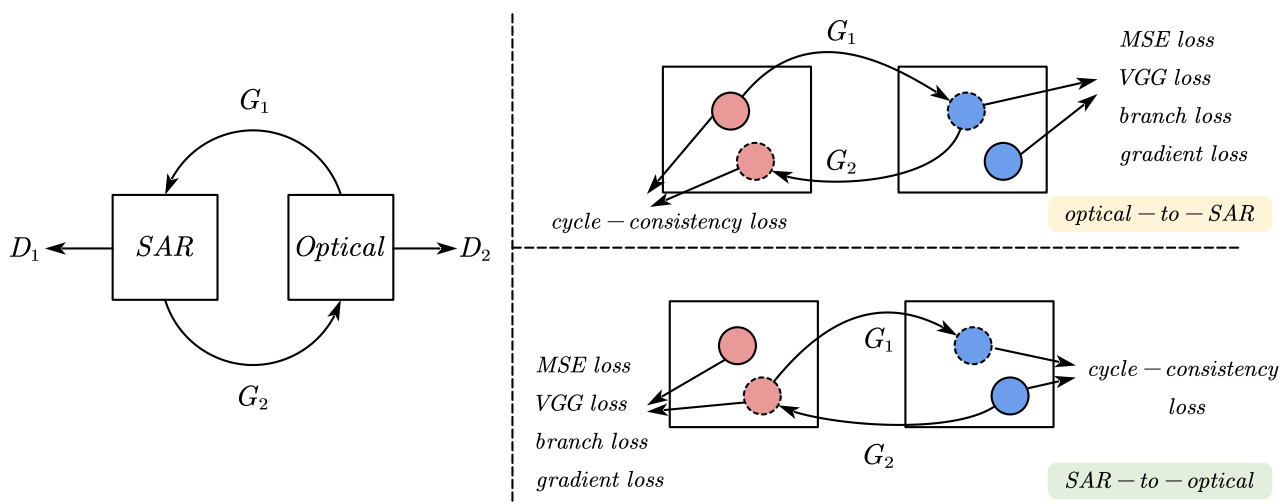 G₁
D₁
SAR
Optical
D₂
G₂
G₁
MSE loss
VGG loss
branch loss
gradient loss
G₂
cycle − consistency loss
optical − to − SAR
G₁
MSE loss
VGG loss
branch loss
gradient loss
cycle − consistency
loss
G₂
SAR − to − optical